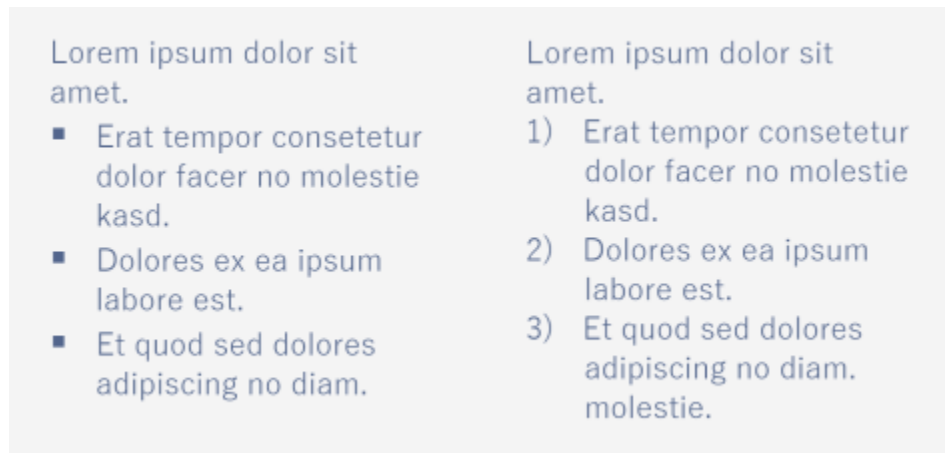 Lorem ipsum dolor sit
amet.
▪ Erat tempor consetetur
dolor facer no molestie
kasd.
▪ Dolores ex ea ipsum
labore est.
▪ Et quod sed dolores
adipiscing no diam.
Lorem ipsum dolor sit
amet.
1) Erat tempor consetetur
dolor facer no molestie
kasd.
2) Dolores ex ea ipsum
labore est.
3) Et quod sed dolores
adipiscing no diam.
molestie.